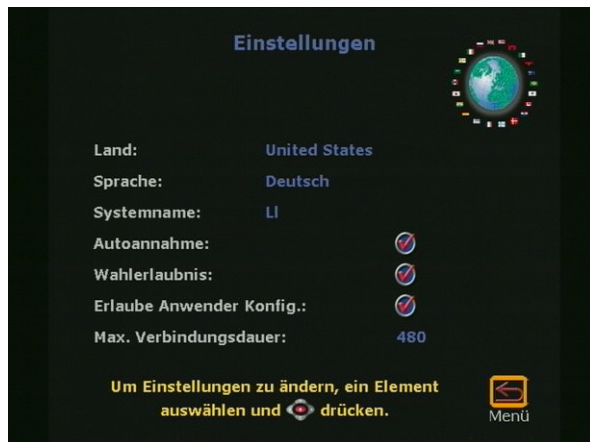 Einstellungen
Land: United States
Sprache: Deutsch
Systemname: Ll
Autoannahme:
Wahlerlaubnis:
Erlaube Anwender Konfig.:
Max. Verbindungsdauer: 480
Um Einstellungen zu ändern, ein Element
auswählen und drücken.
Menü